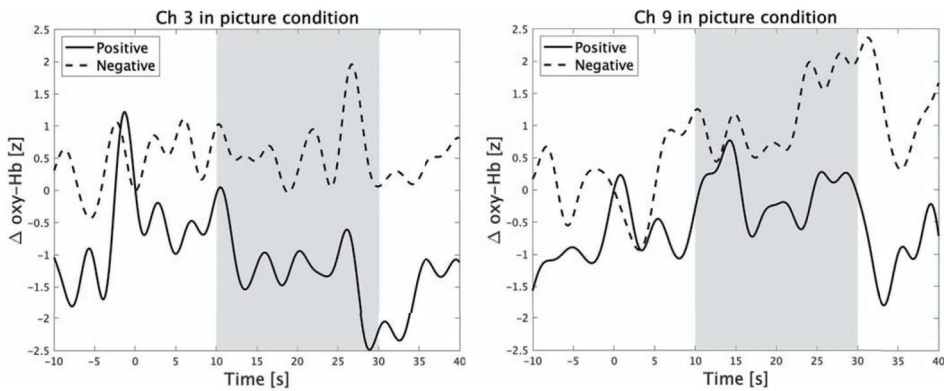 Ch 3 in picture condition
2.5
2
1.5
1
0.5
0
-0.5
-1
-1.5
-2
-2.5
Δ oxy-Hb [z]
Positive
Negative
-10 -5 0 5 10 15 20 25 30 35 40
Time [s]
Ch 9 in picture condition
2.5
2
1.5
1
0.5
0
-0.5
-1
-1.5
-2
-2.5
Δ oxy-Hb [z]
Positive
Negative
-10 -5 0 5 10 15 20 25 30 35 40
Time [s]